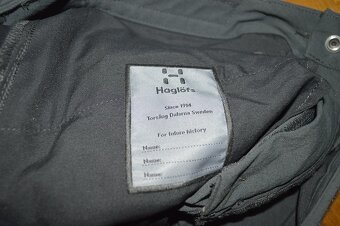 Haglöfs
Since 1914
Torsång Dalarna Sweden
For future history
Name:
Name:
Name: